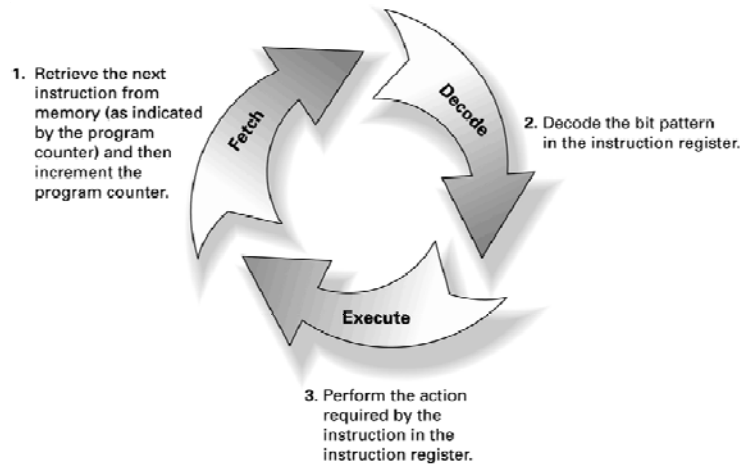 1. Retrieve the next
instruction from
memory (as indicated
by the program
counter) and then
increment the
program counter.
Fetch
Decode
2. Decode the bit pattern
in the instruction register.
Execute
3. Perform the action
required by the
instruction in the
instruction register.